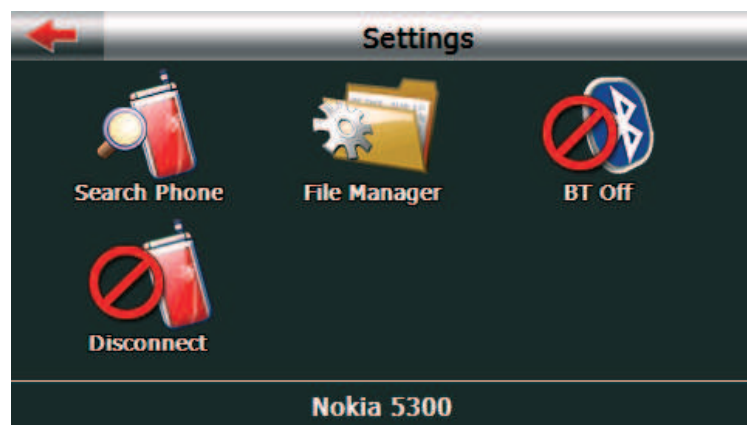 Settings
Search Phone
File Manager
BT Off
Disconnect
Nokia 5300